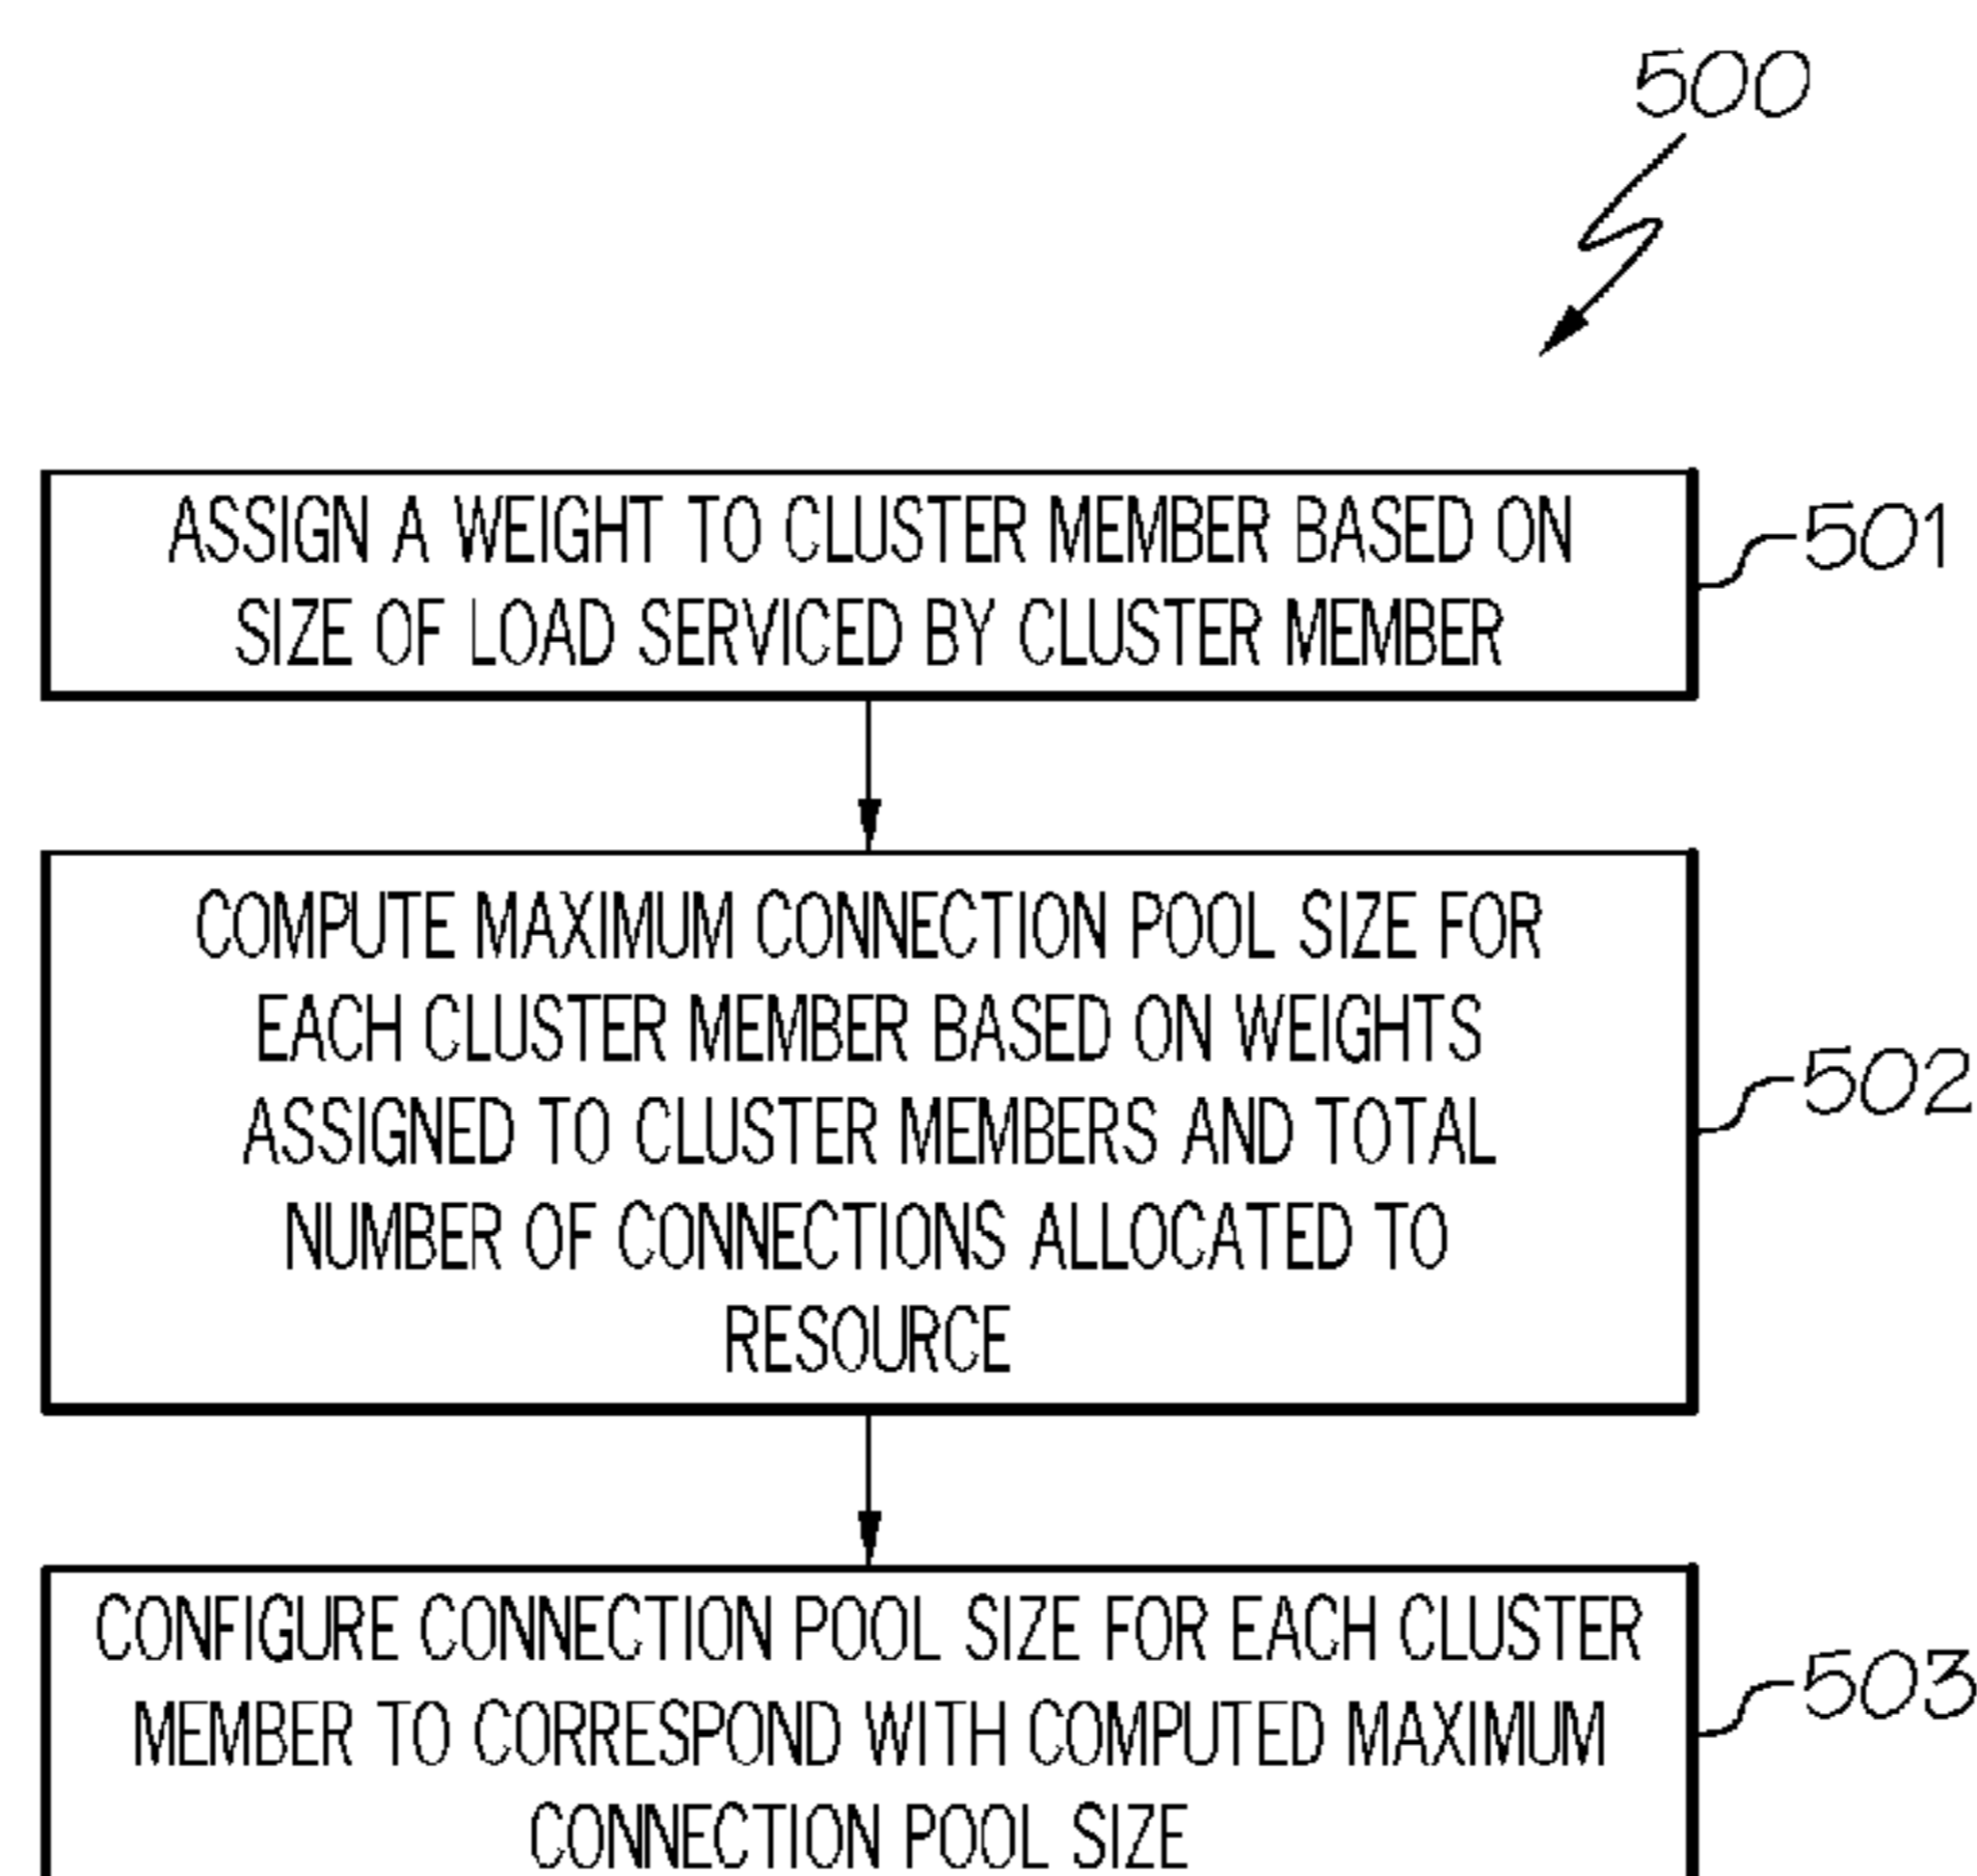 500
ASSIGN A WEIGHT TO CLUSTER MEMBER BASED ON
SIZE OF LOAD SERVICED BY CLUSTER MEMBER
501
COMPUTE MAXIMUM CONNECTION POOL SIZE FOR
EACH CLUSTER MEMBER BASED ON WEIGHTS
ASSIGNED TO CLUSTER MEMBERS AND TOTAL
NUMBER OF CONNECTIONS ALLOCATED TO
RESOURCE
502
CONFIGURE CONNECTION POOL SIZE FOR EACH CLUSTER
MEMBER TO CORRESPOND WITH COMPUTED MAXIMUM
CONNECTION POOL SIZE
503